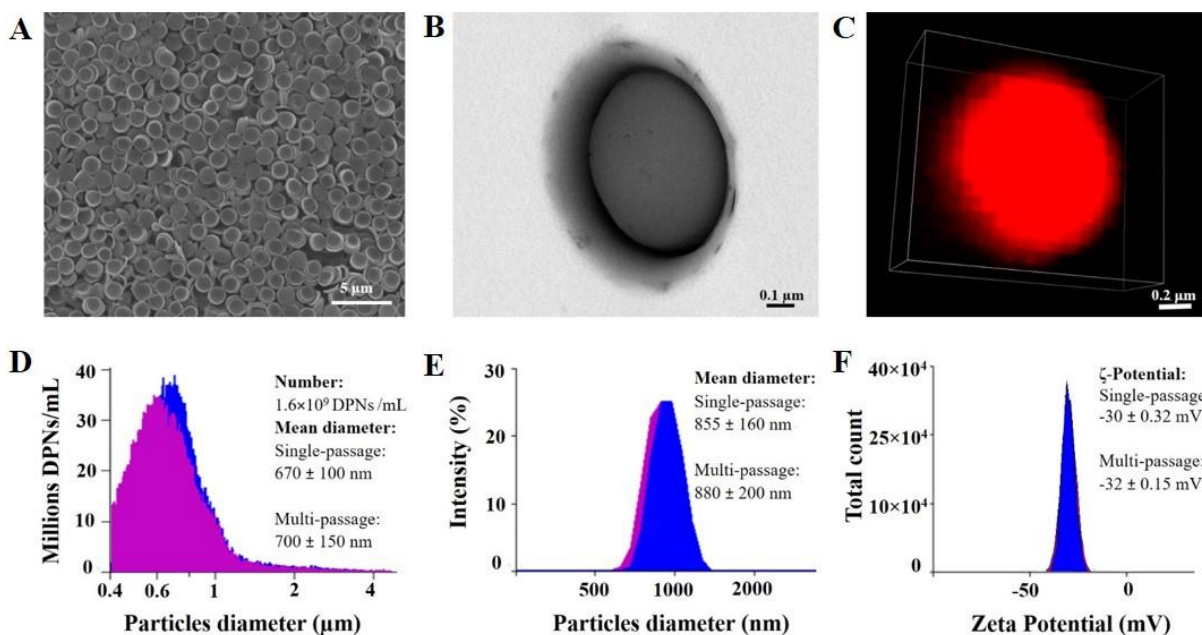 A
B
C
5 µm
0.1 µm
0.2 µm
D
Millions DPNs/mL
40
30
20
10
0
0.4
0.6
1
2
4
Particles diameter (µm)
Number:
1.6×10⁹ DPNs /mL
Mean diameter:
Single-passage:
670 ± 100 nm
Multi-passage:
700 ± 150 nm
E
Intensity (%)
30
20
10
0
500
1000
2000
Particles diameter (nm)
Mean diameter:
Single-passage:
855 ± 160 nm
Multi-passage:
880 ± 200 nm
F
Total count
40×10⁴
25×10⁴
10×10⁴
0
-50
0
Zeta Potential (mV)
ζ-Potential:
Single-passage
-30 ± 0.32 mV
Multi-passage:
-32 ± 0.15 mV